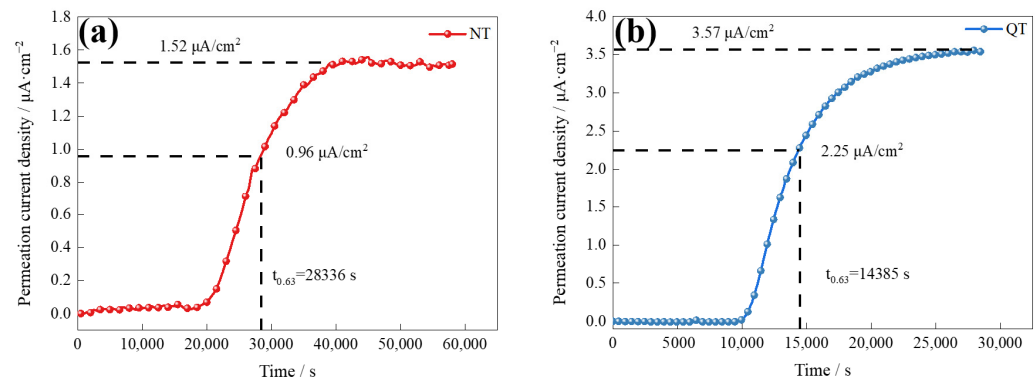 (a)
NT
1.52 μA/cm²
0.96 μA/cm²
t₀.₆₃=28336 s
Permeation current density / μA·cm⁻²
1.8
1.6
1.4
1.2
1.0
0.8
0.6
0.4
0.2
0.0
0 10,000 20,000 30,000 40,000 50,000 60,000
Time / s
(b)
QT
3.57 μA/cm²
2.25 μA/cm²
t₀.₆₃=14385 s
Permeation current density / μA·cm⁻²
4.0
3.5
3.0
2.5
2.0
1.5
1.0
0.5
0.0
0 5000 10,000 15,000 20,000 25,000 30,000
Time / s